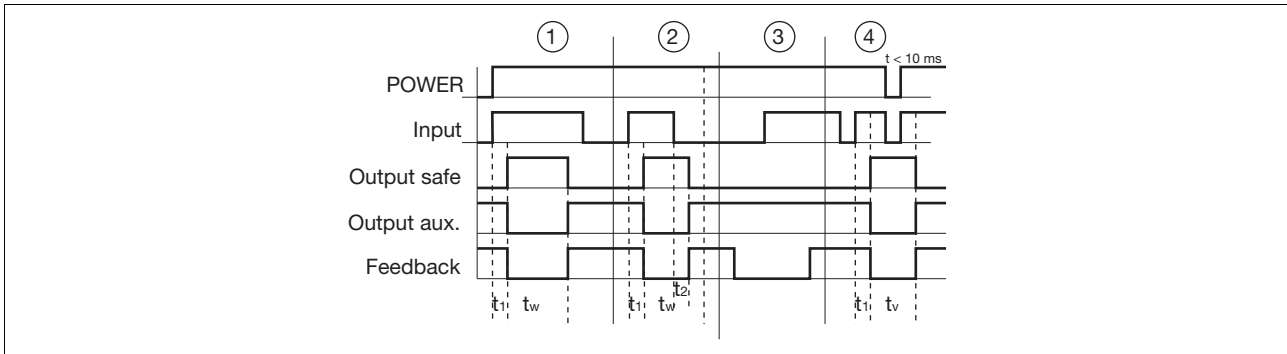 1 2 3 4
t < 10 ms
POWER
Input
Output safe
Output aux.
Feedback
t1 tw t1 tw t2 t1 tv